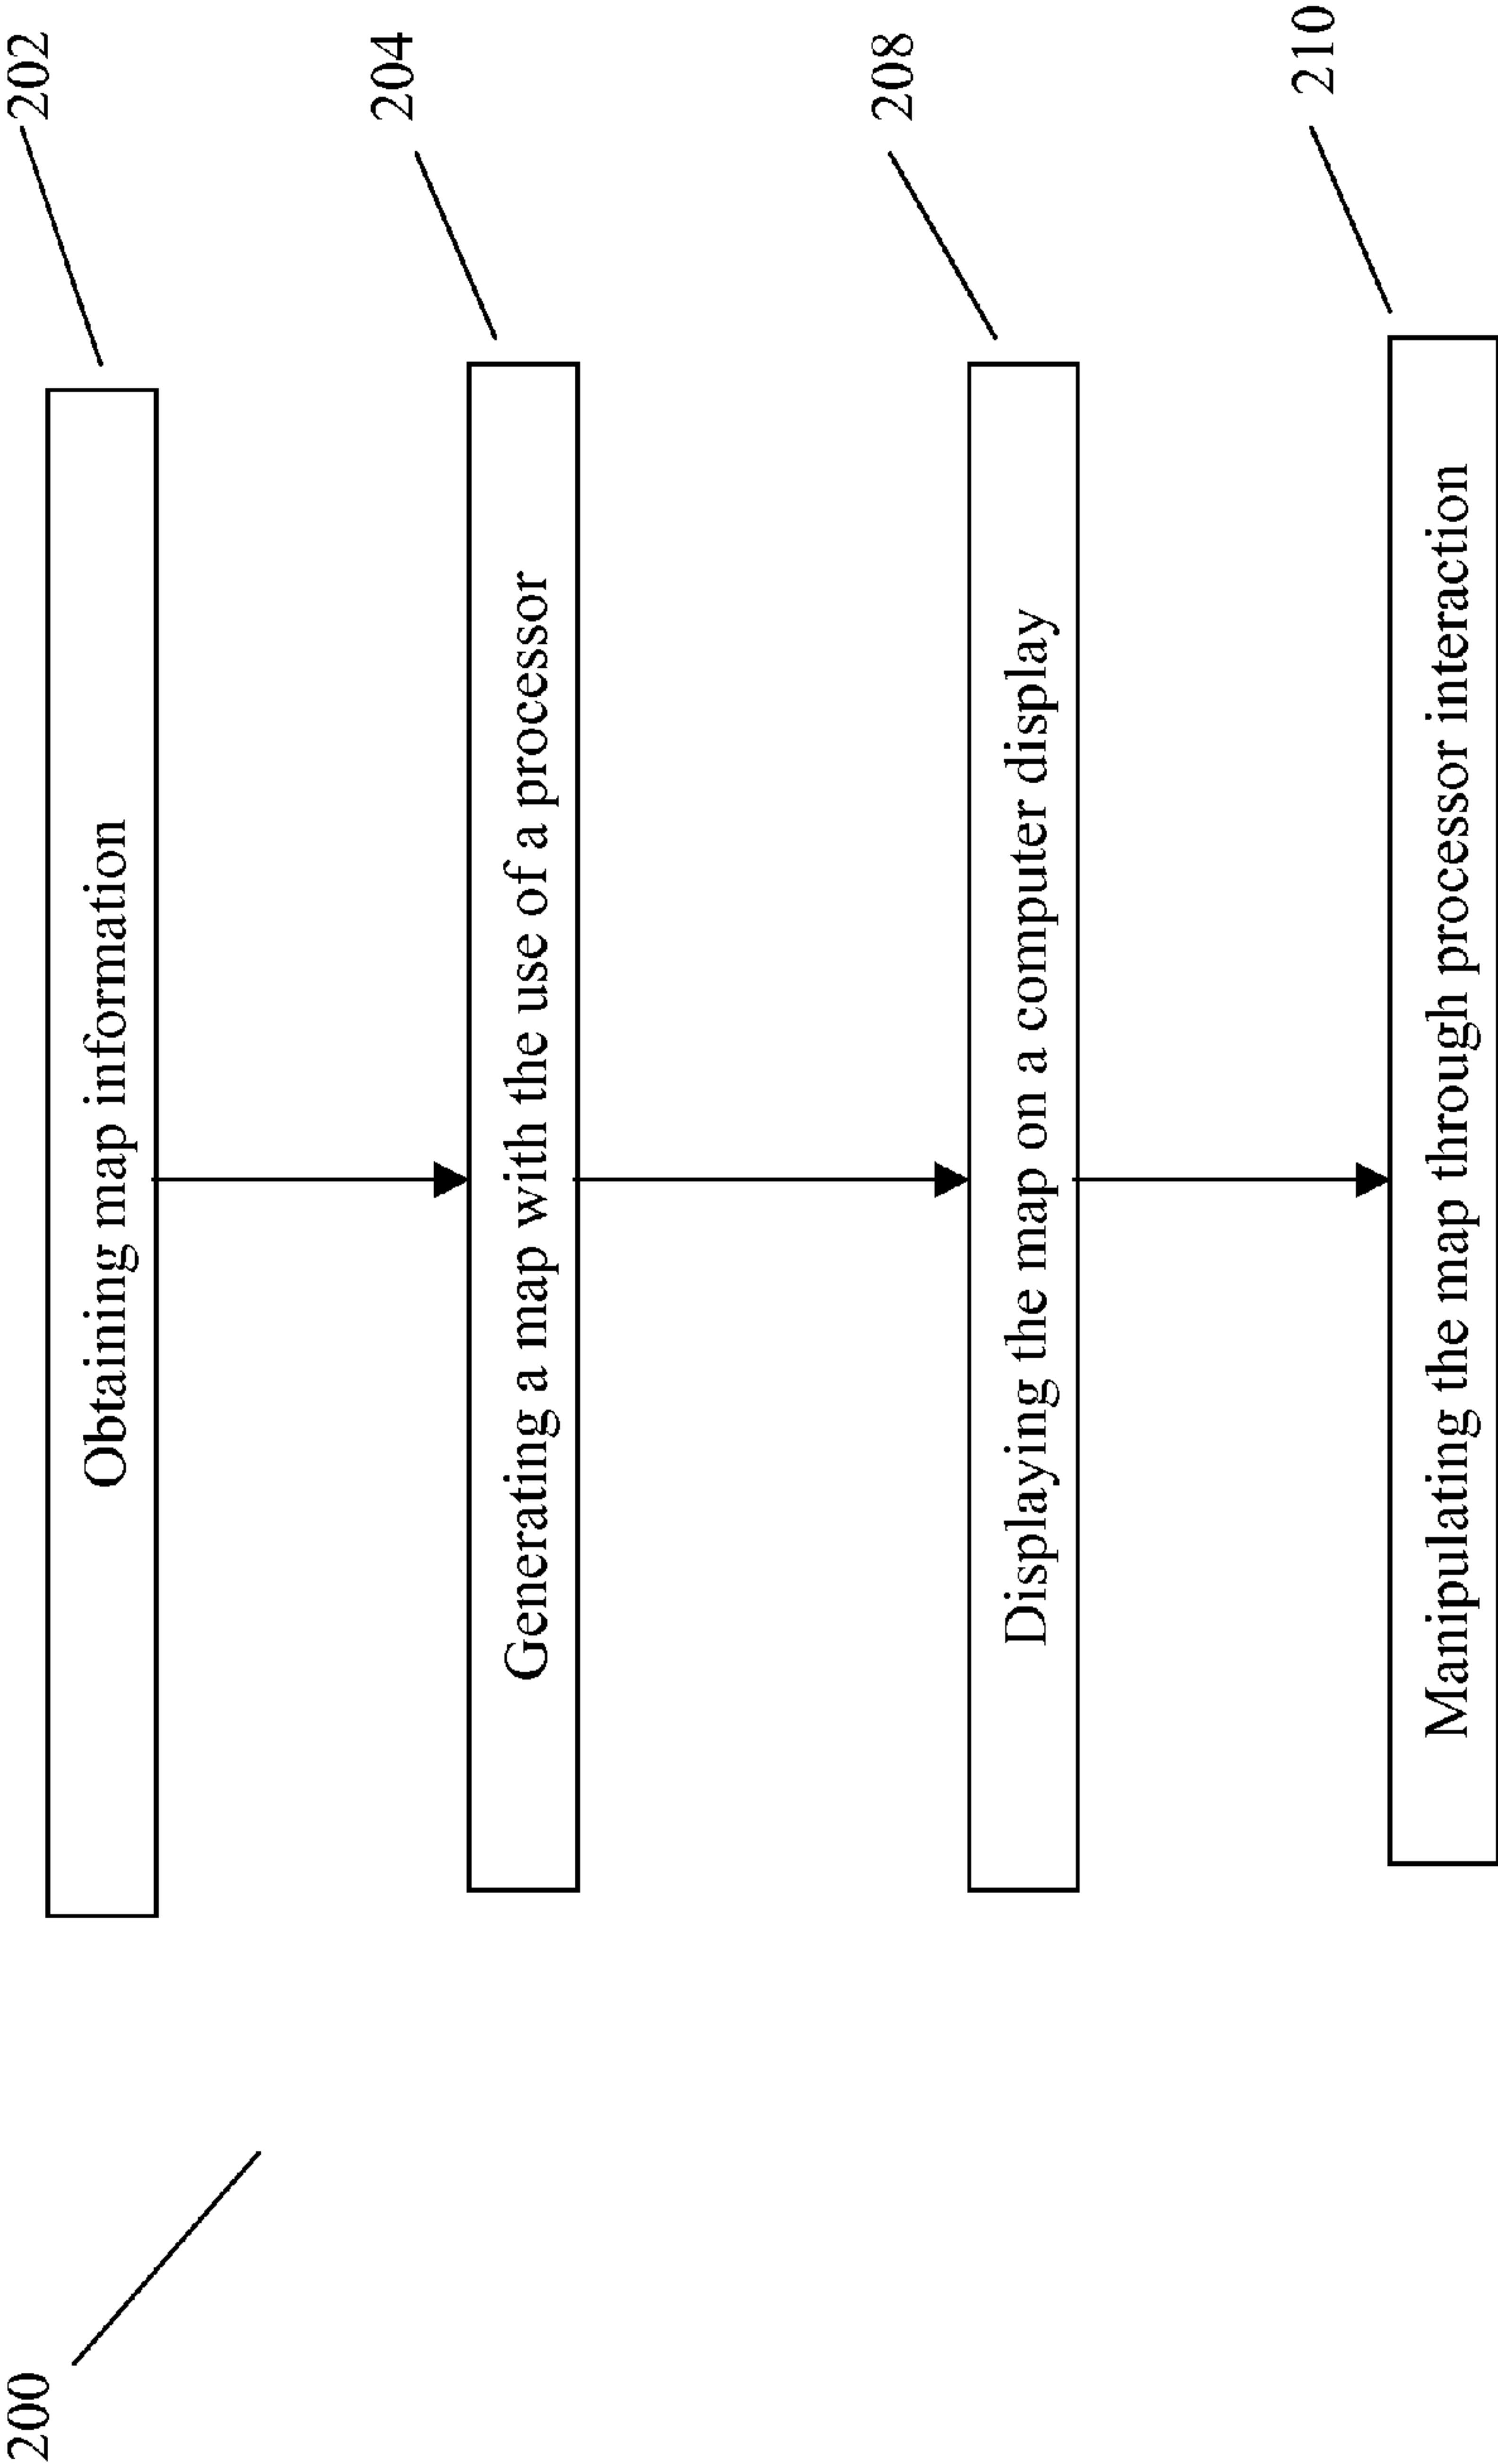 200
202
Obtaining map information
204
Generating a map with the use of a processor
208
Displaying the map on a computer display
210
Manipulating the map through processor interaction